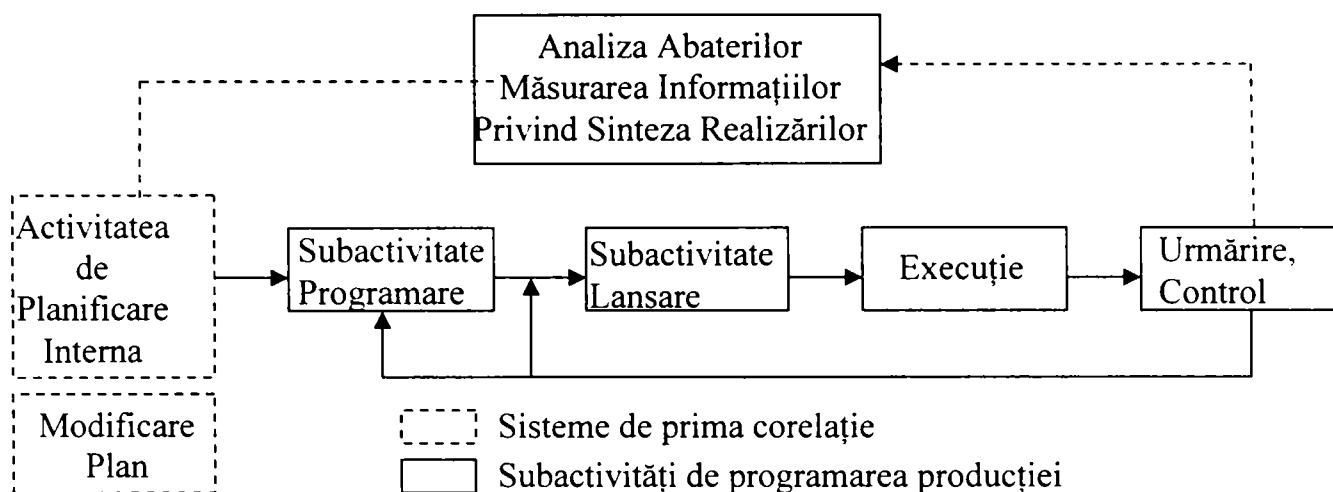 Analiza Abaterilor
Măsurarea Informațiilor
Privind Sinteza Realizărilor
Activitatea
de
Planificare
Interna
Subactivitate
Programare
Subactivitate
Lansare
Execuție
Urmărire,
Control
Modificare
Plan
Sisteme de prima corelație
Subactivități de programarea producției